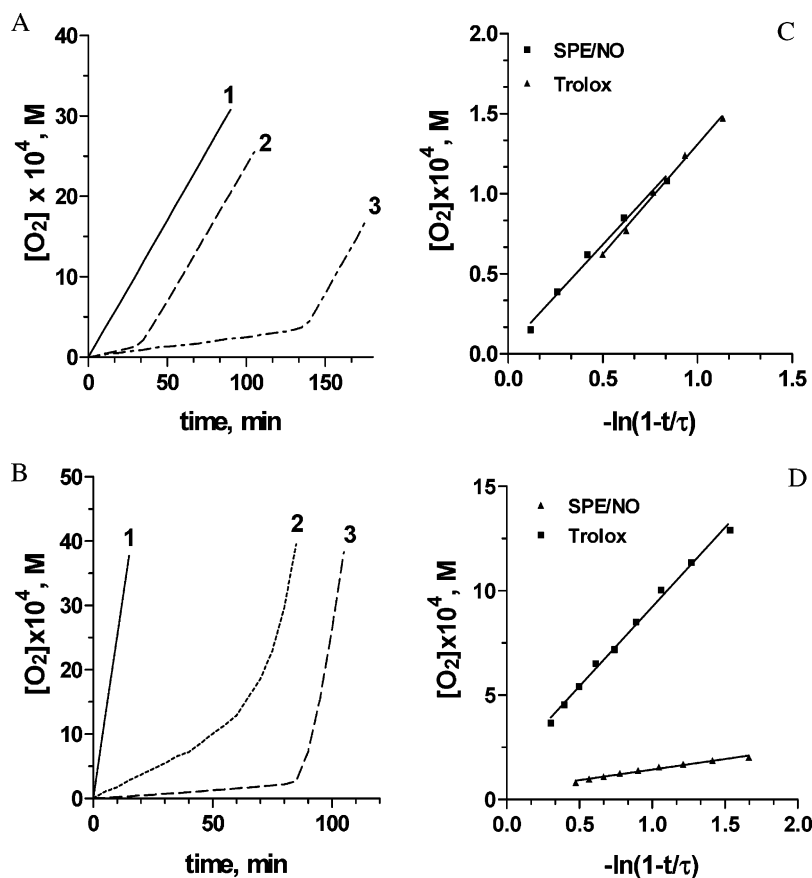 A
[O2] x 10^4, M
40
30
20
10
0
0 50 100 150
time, min
1
2
3
C
[O2]x10^4, M
2.0
1.5
1.0
0.5
0.0
0.0 0.5 1.0 1.5
-ln(1-t/τ)
SPE/NO
Trolox
B
[O2]x10^4, M
50
40
30
20
10
0
0 50 100
time, min
1
2
3
D
[O2]x10^4, M
15
10
5
0
0.0 0.5 1.0 1.5 2.0
-ln(1-t/τ)
SPE/NO
Trolox